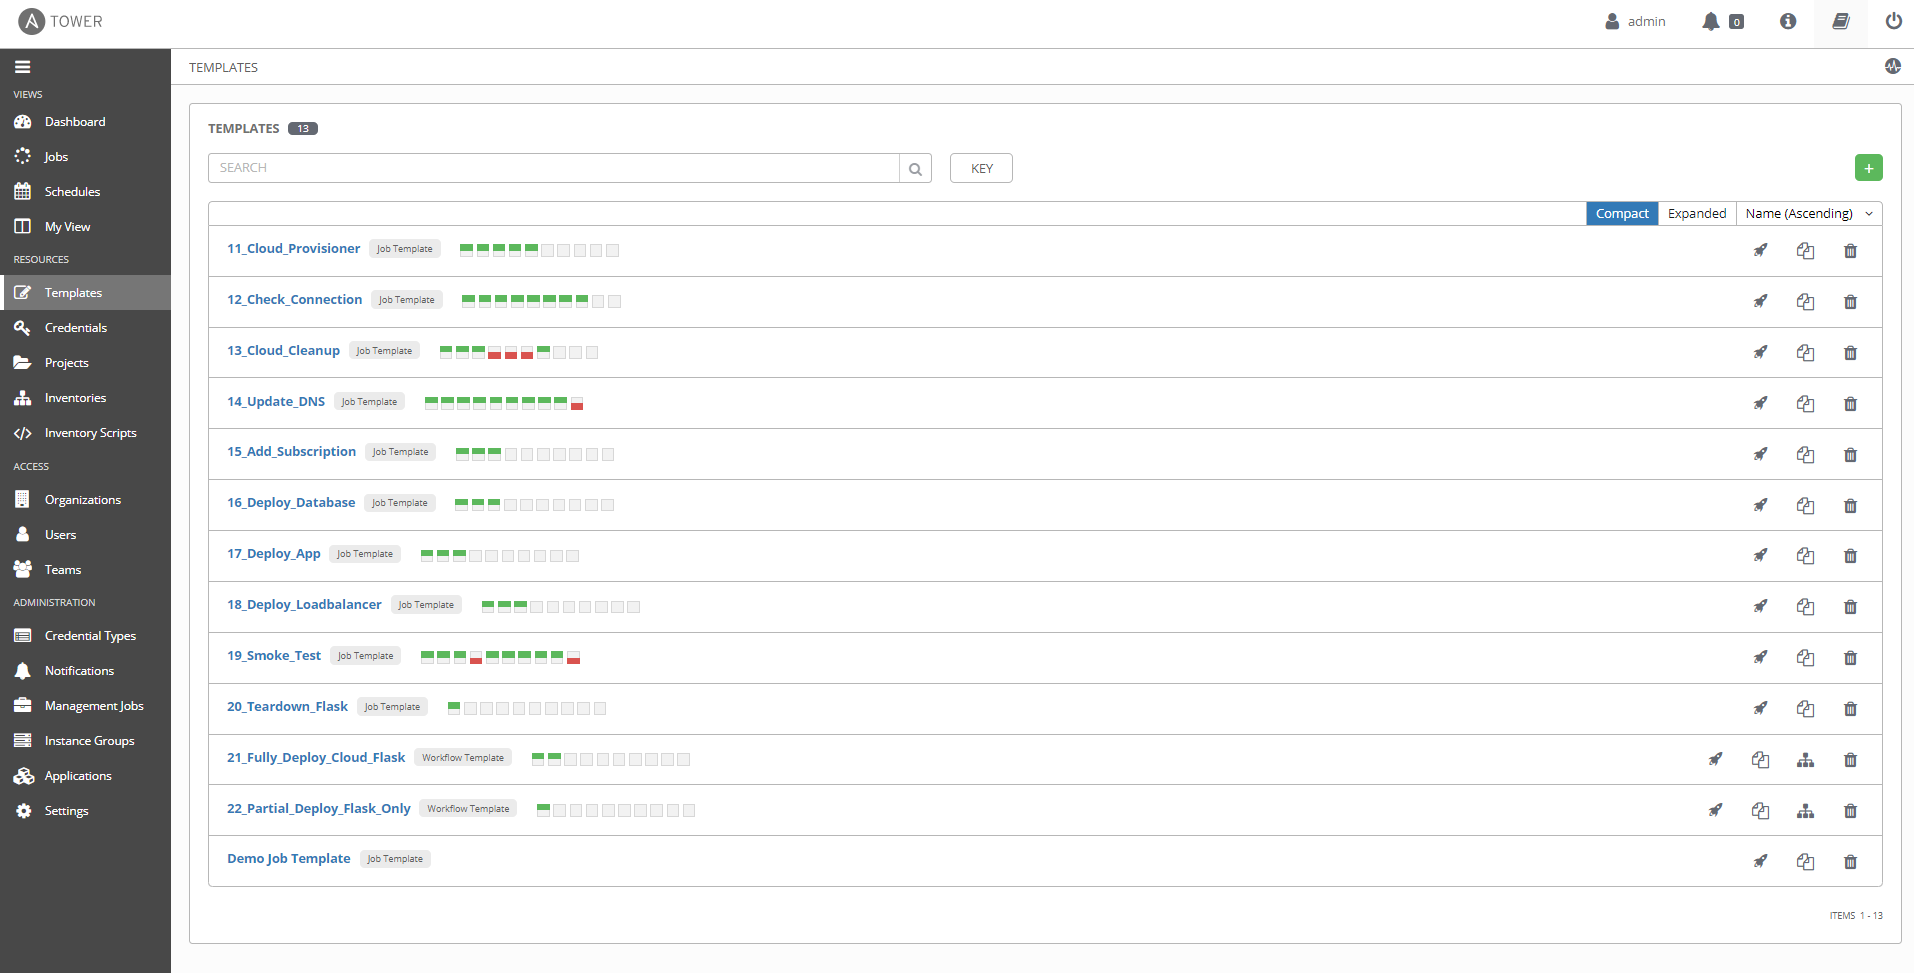 TOWER
admin
0
VIEWS
Dashboard
Jobs
Schedules
My View
RESOURCES
Templates
Credentials
Projects
Inventories
Inventory Scripts
ACCESS
Organizations
Users
Teams
ADMINISTRATION
Credential Types
Notifications
Management Jobs
Instance Groups
Applications
Settings
TEMPLATES
TEMPLATES 13
SEARCH
KEY
+
Compact Expanded Name (Ascending)
11_Cloud_Provisioner Job Template
12_Check_Connection Job Template
13_Cloud_Cleanup Job Template
14_Update_DNS Job Template
15_Add_Subscription Job Template
16_Deploy_Database Job Template
17_Deploy_App Job Template
18_Deploy_Loadbalancer Job Template
19_Smoke_Test Job Template
20_Teardown_Flask Job Template
21_Fully_Deploy_Cloud_Flask Workflow Template
22_Partial_Deploy_Flask_Only Workflow Template
Demo Job Template Job Template
ITEMS 1 - 13